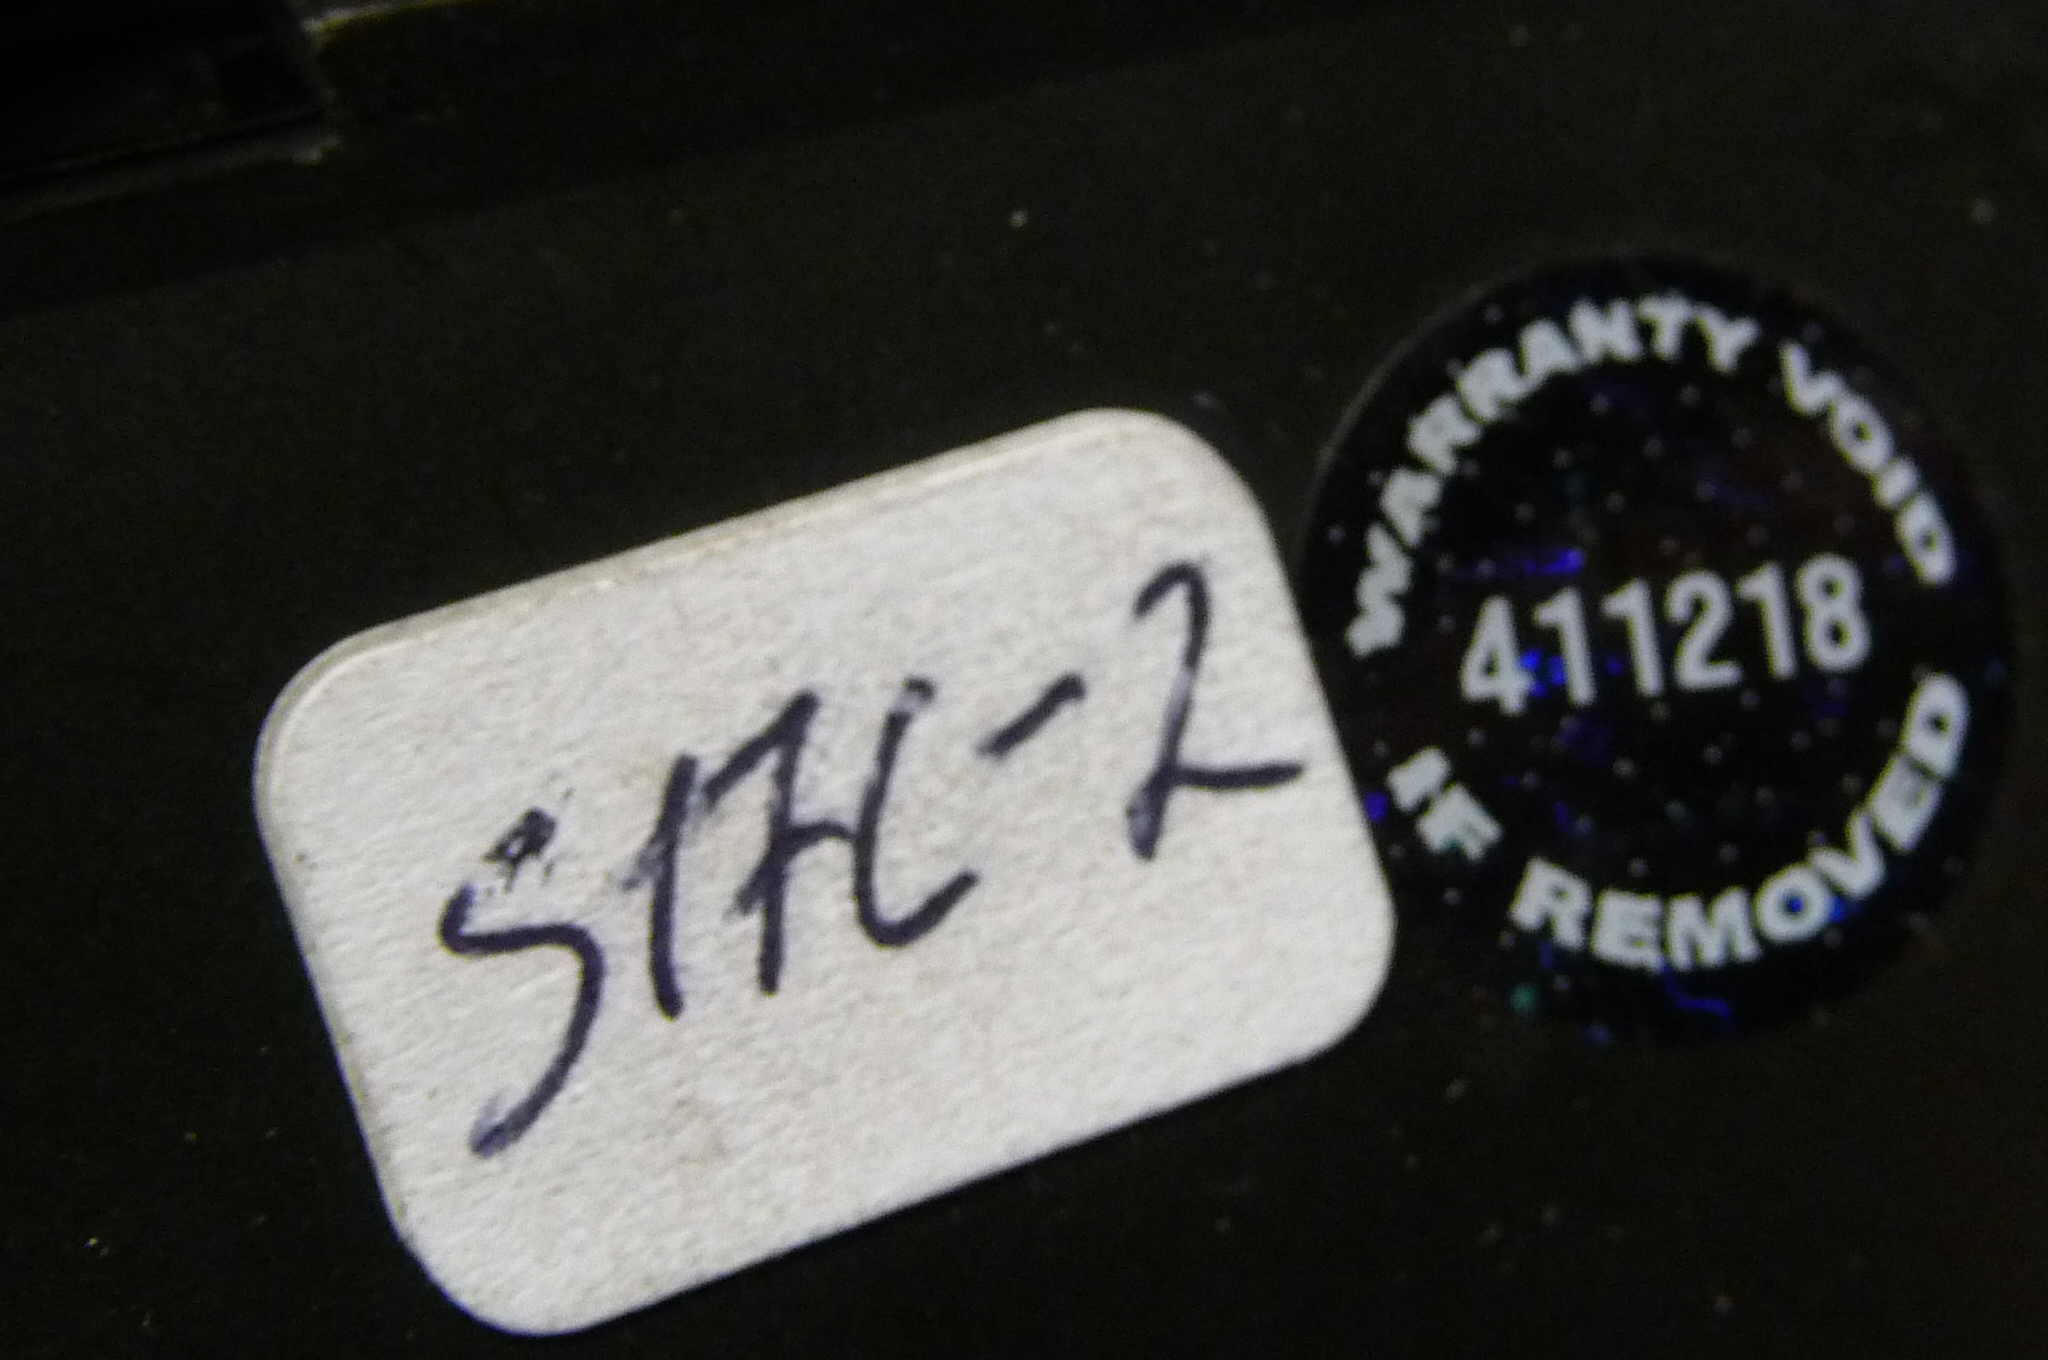 S17C-2
WARRANTY VOID
411218
IF REMOVED